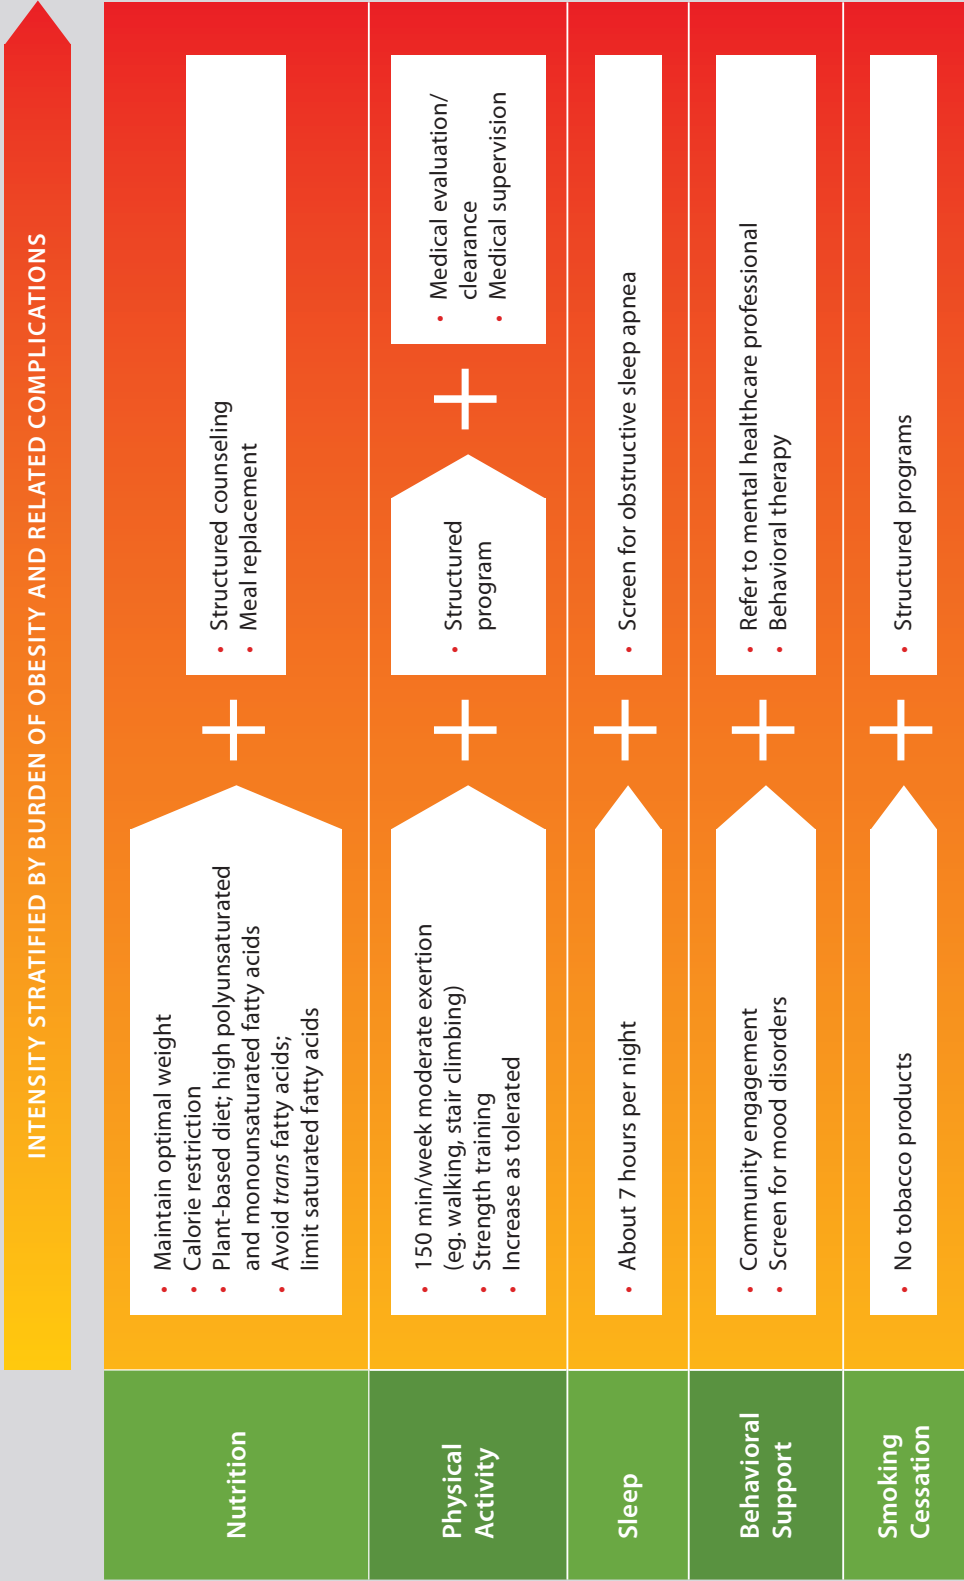 INTENSITY STRATIFIED BY BURDEN OF OBESITY AND RELATED COMPLICATIONS
Nutrition
• Maintain optimal weight
• Calorie restriction
• Plant-based diet; high polyunsaturated
and monounsaturated fatty acids
• Avoid trans fatty acids;
limit saturated fatty acids
+
• Structured counseling
• Meal replacement
Physical
Activity
• 150 min/week moderate exertion
(eg. walking, stair climbing)
• Strength training
• Increase as tolerated
+
• Structured
program
+
• Medical evaluation/
clearance
• Medical supervision
Sleep
• About 7 hours per night
+
• Screen for obstructive sleep apnea
Behavioral
Support
• Community engagement
• Screen for mood disorders
+
• Refer to mental healthcare professional
• Behavioral therapy
Smoking
Cessation
• No tobacco products
+
• Structured programs